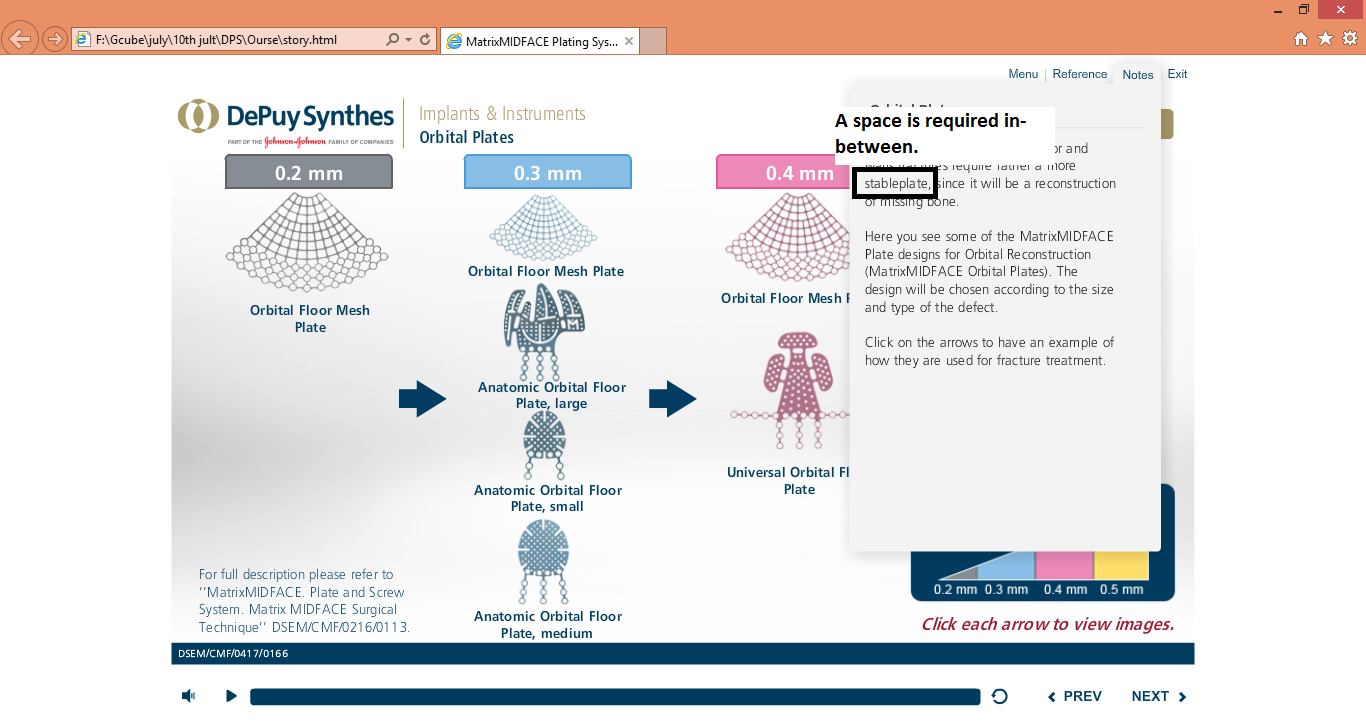 F:\Gcube\july\10th jult\DPS\Ourse\story.html
MatrixMIDFACE Plating Sys...
Menu
Reference
Notes
Exit
DePuy Synthes
PART OF THE Johnson-Johnson FAMILY OF COMPANIES
Implants & Instruments
Orbital Plates
A space is required in-
between.
or and
require rather a more
stableplate, since it will be a reconstruction
of missing bone.
Here you see some of the MatrixMIDFACE
Plate designs for Orbital Reconstruction
(MatrixMIDFACE Orbital Plates). The
design will be chosen according to the size
and type of the defect.
Click on the arrows to have an example of
how they are used for fracture treatment.
0.2 mm
Orbital Floor Mesh
Plate
0.3 mm
Orbital Floor Mesh Plate
Anatomic Orbital Floor
Plate, large
Anatomic Orbital Floor
Plate, small
Anatomic Orbital Floor
Plate, medium
0.4 mm
Orbital Floor Mesh
Universal Orbital Fl
Plate
For full description please refer to
‘‘MatrixMIDFACE. Plate and Screw
System. Matrix MIDFACE Surgical
Technique’’ DSEM/CMF/0216/0113.
0.2 mm 0.3 mm 0.4 mm 0.5 mm
Click each arrow to view images.
DSEM/CMF/0417/0166
PREV
NEXT